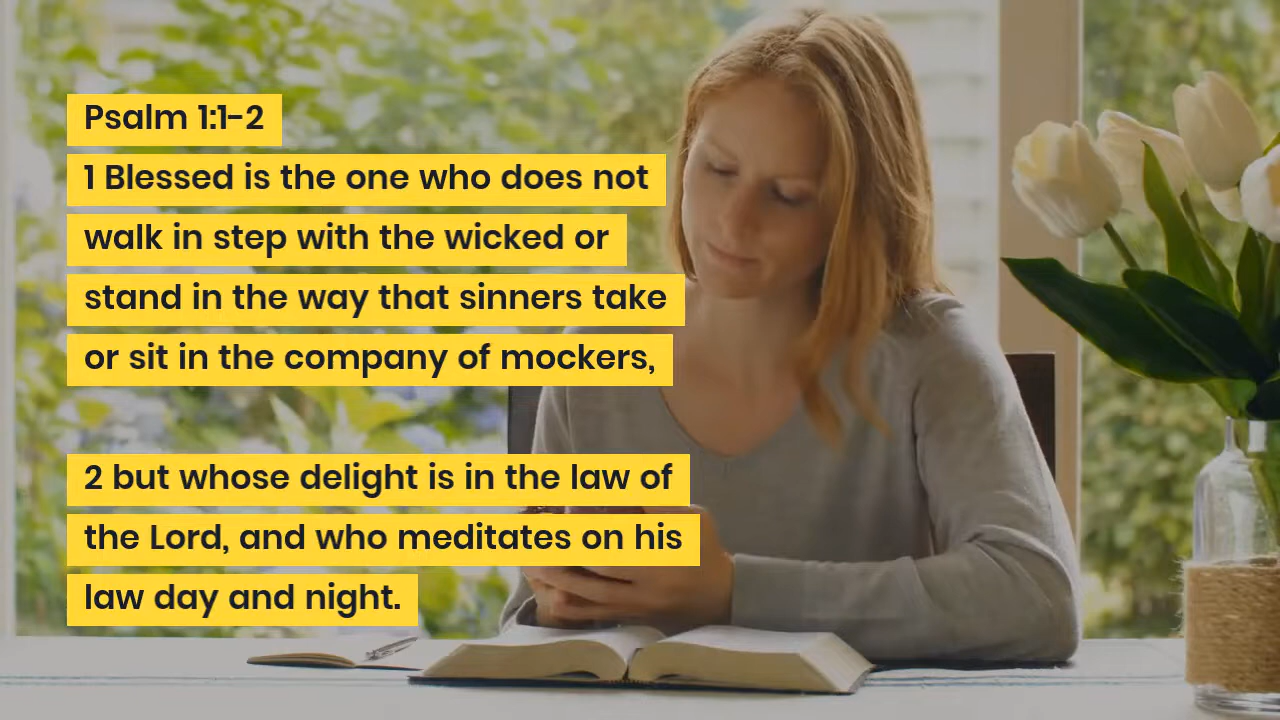 Psalm 1:1-2
1 Blessed is the one who does not
walk in step with the wicked or
stand in the way that sinners take
or sit in the company of mockers,
2 but whose delight is in the law of
the Lord, and who meditates on his
law day and night.